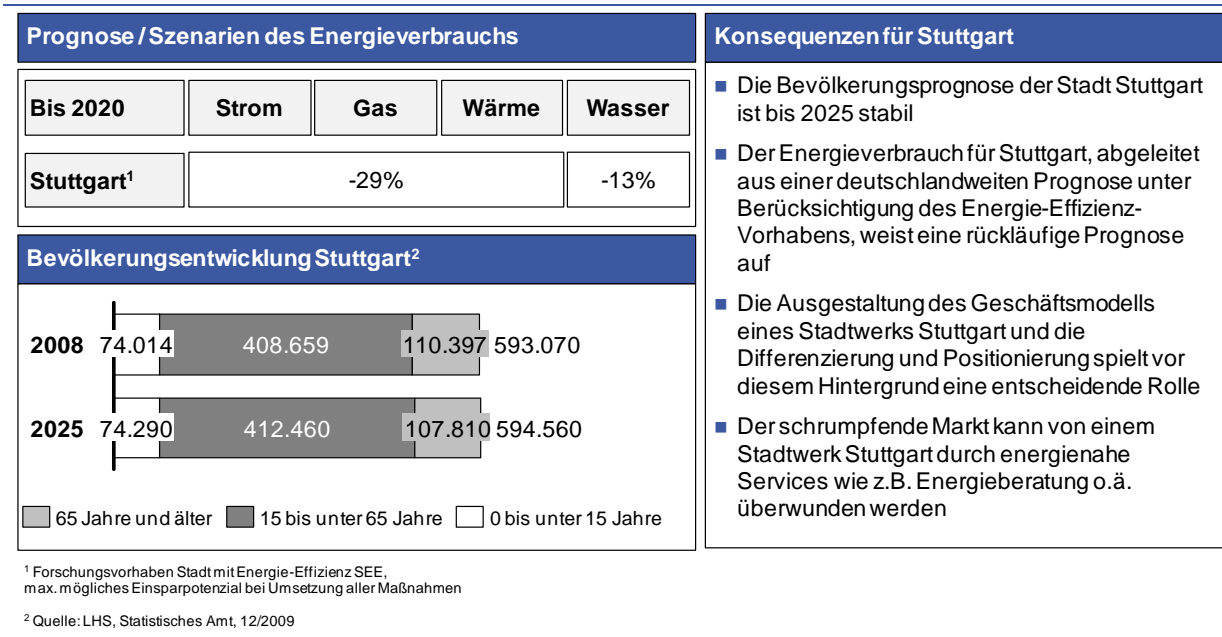 Prognose / Szenarien des Energieverbrauchs
Bis 2020 Strom Gas Wärme Wasser
Stuttgart¹ -29% -13%
Bevölkerungsentwicklung Stuttgart²
2008 74.014 408.659 110.397 593.070
2025 74.290 412.460 107.810 594.560
65 Jahre und älter 15 bis unter 65 Jahre 0 bis unter 15 Jahre
Konsequenzen für Stuttgart
Die Bevölkerungsprognose der Stadt Stuttgart
ist bis 2025 stabil
Der Energieverbrauch für Stuttgart, abgeleitet
aus einer deutschlandweiten Prognose unter
Berücksichtigung des Energie-Effizienz-
Vorhabens, weist eine rückläufige Prognose
auf
Die Ausgestaltung des Geschäftsmodells
eines Stadtwerks Stuttgart und die
Differenzierung und Positionierung spielt vor
diesem Hintergrund eine entscheidende Rolle
Der schrumpfende Markt kann von einem
Stadtwerk Stuttgart durch energienahe
Services wie z.B. Energieberatung o.ä.
überwunden werden
¹ Forschungsvorhaben Stadt mit Energie-Effizienz SEE,
max. mögliches Einsparpotenzial bei Umsetzung aller Maßnahmen
² Quelle: LHS, Statistisches Amt, 12/2009